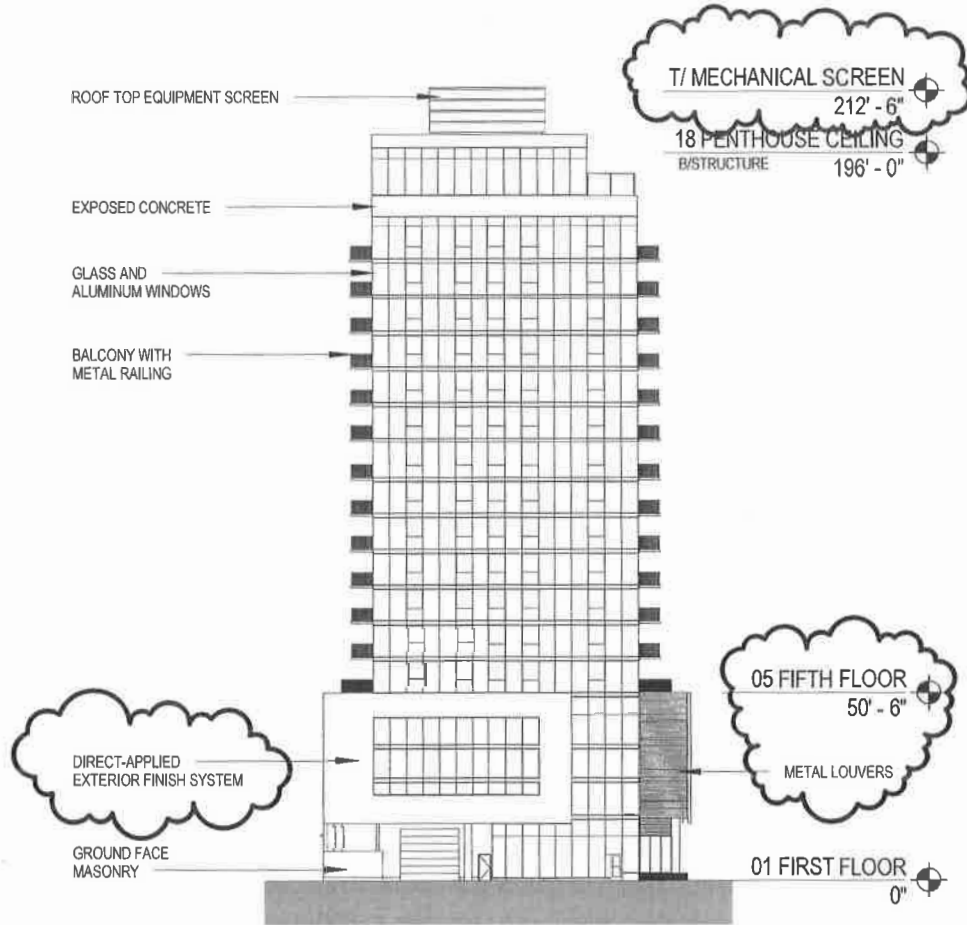 ROOF TOP EQUIPMENT SCREEN
T/ MECHANICAL SCREEN
212' - 6"
18 PENTHOUSE CEILING
B/STRUCTURE
196' - 0"
EXPOSED CONCRETE
GLASS AND
ALUMINUM WINDOWS
BALCONY WITH
METAL RAILING
05 FIFTH FLOOR
50' - 6"
DIRECT-APPLIED
EXTERIOR FINISH SYSTEM
METAL LOUVERS
GROUND FACE
MASONRY
01 FIRST FLOOR
0"